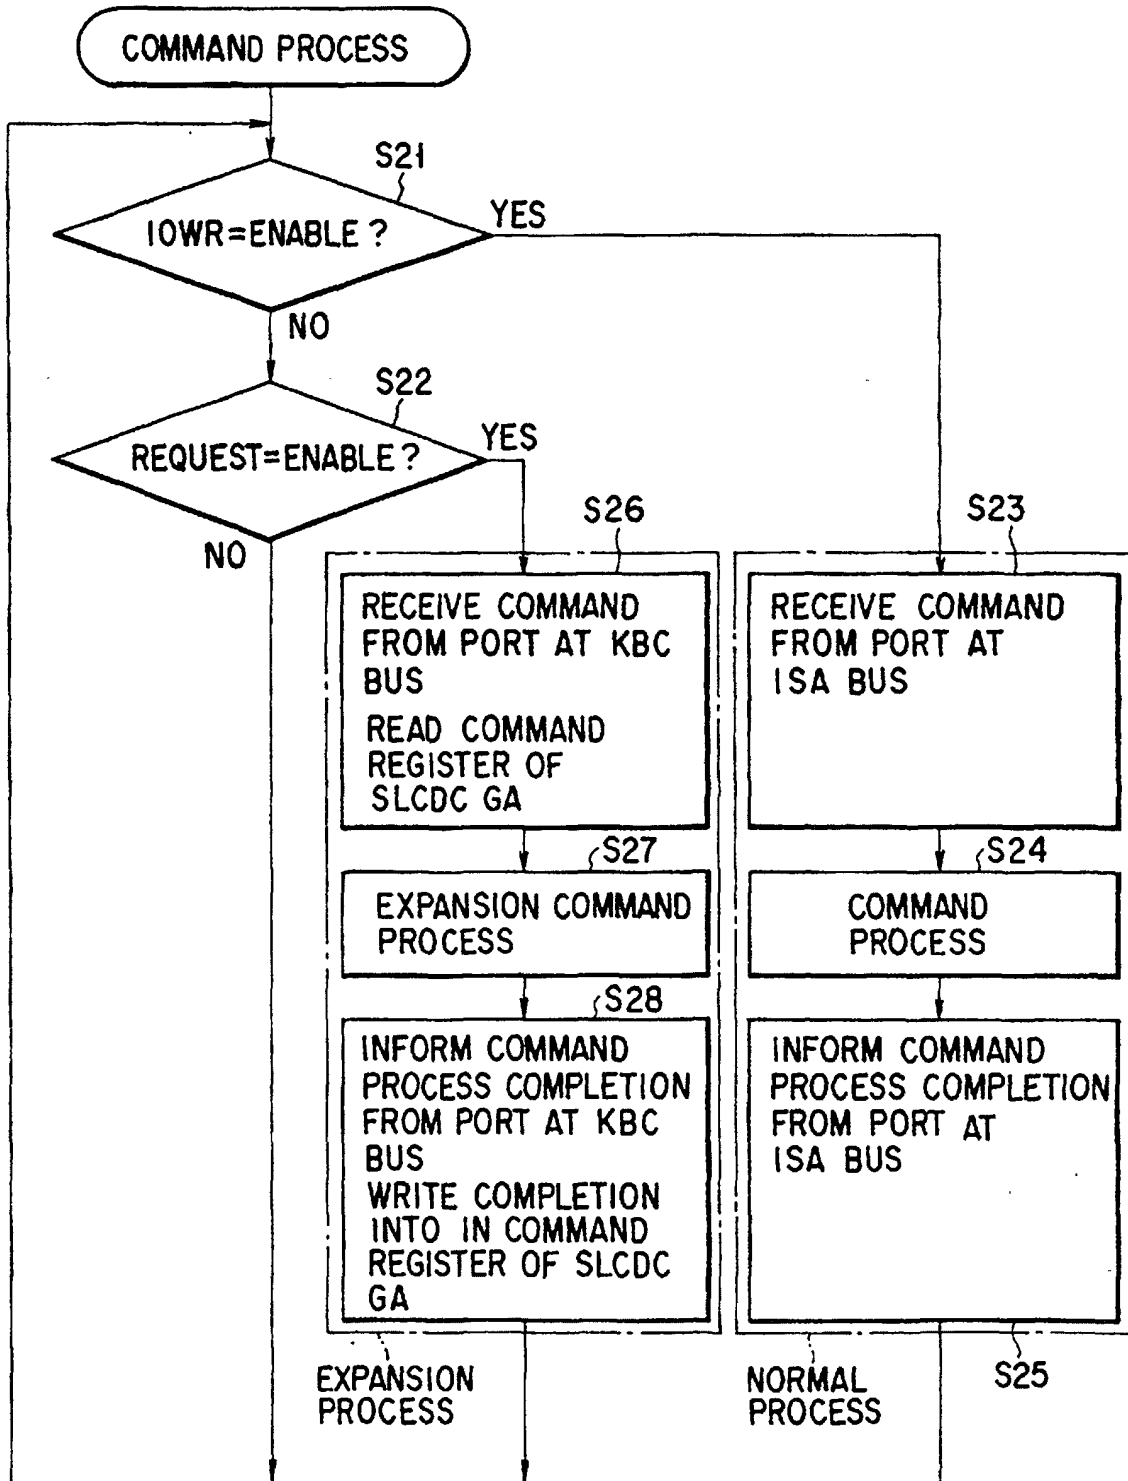 COMMAND PROCESS
S21
IOWR=ENABLE?
YES
NO
S22
REQUEST=ENABLE?
YES
NO
S26
RECEIVE COMMAND
FROM PORT AT KBC
BUS
READ COMMAND
REGISTER OF
SLCDC GA
S27
EXPANSION COMMAND
PROCESS
S28
INFORM COMMAND
PROCESS COMPLETION
FROM PORT AT KBC
BUS
WRITE COMPLETION
INTO IN COMMAND
REGISTER OF SLCDC
GA
EXPANSION
PROCESS
S23
RECEIVE COMMAND
FROM PORT AT
ISA BUS
S24
COMMAND
PROCESS
INFORM COMMAND
PROCESS COMPLETION
FROM PORT AT
ISA BUS
S25
NORMAL
PROCESS